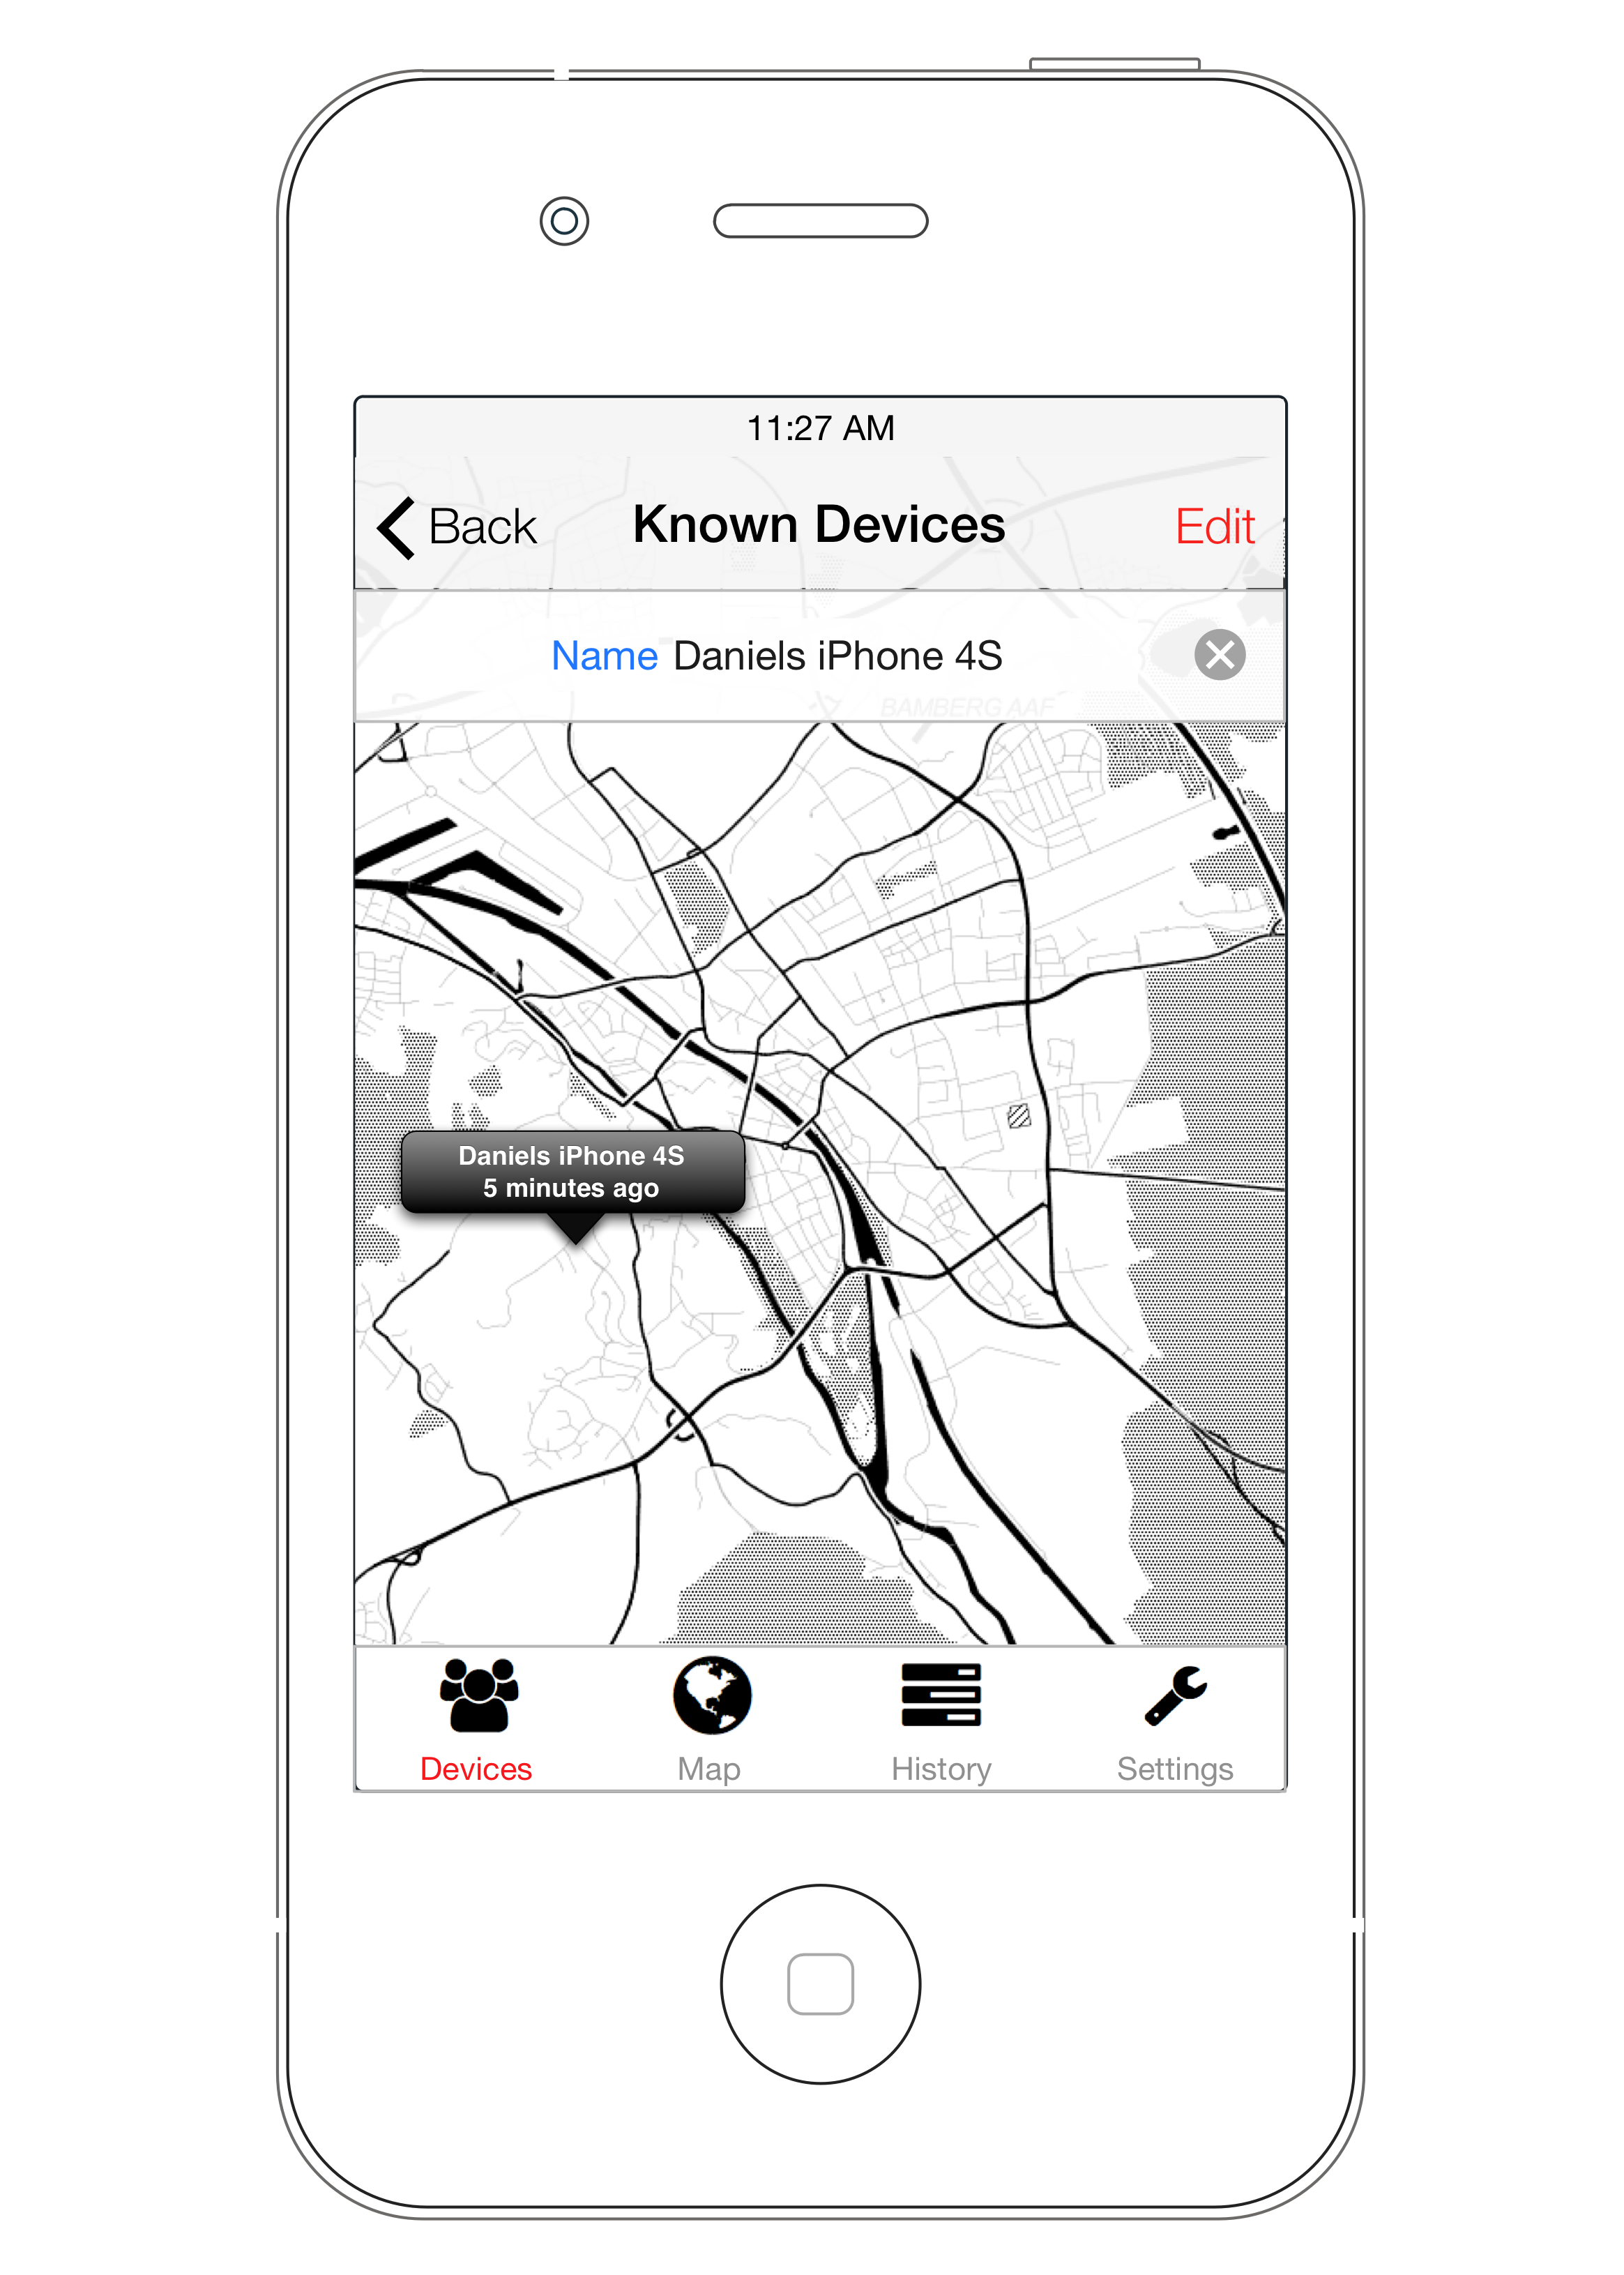 11:27 AM
Back Known Devices Edit
Name Daniels iPhone 4S
BAMBERG AAF
Daniels iPhone 4S
5 minutes ago
Devices Map History Settings